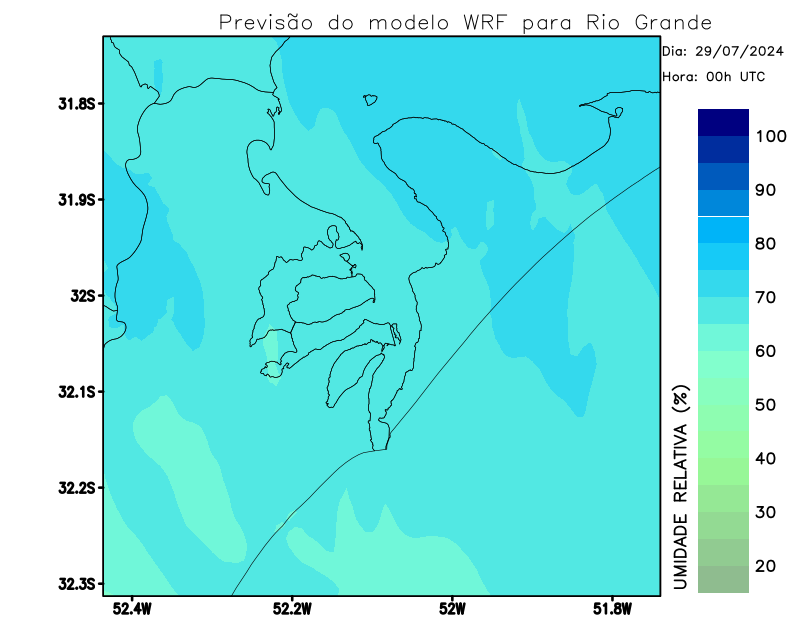 Previsão do modelo WRF para Rio Grande
Dia: 29/07/2024
Hora: 00h UTC
31.8S
31.9S
32S
32.1S
32.2S
32.3S
52.4W
52.2W
52W
51.8W
100
90
80
70
60
50
40
30
20
UMIDADE RELATIVA (%)